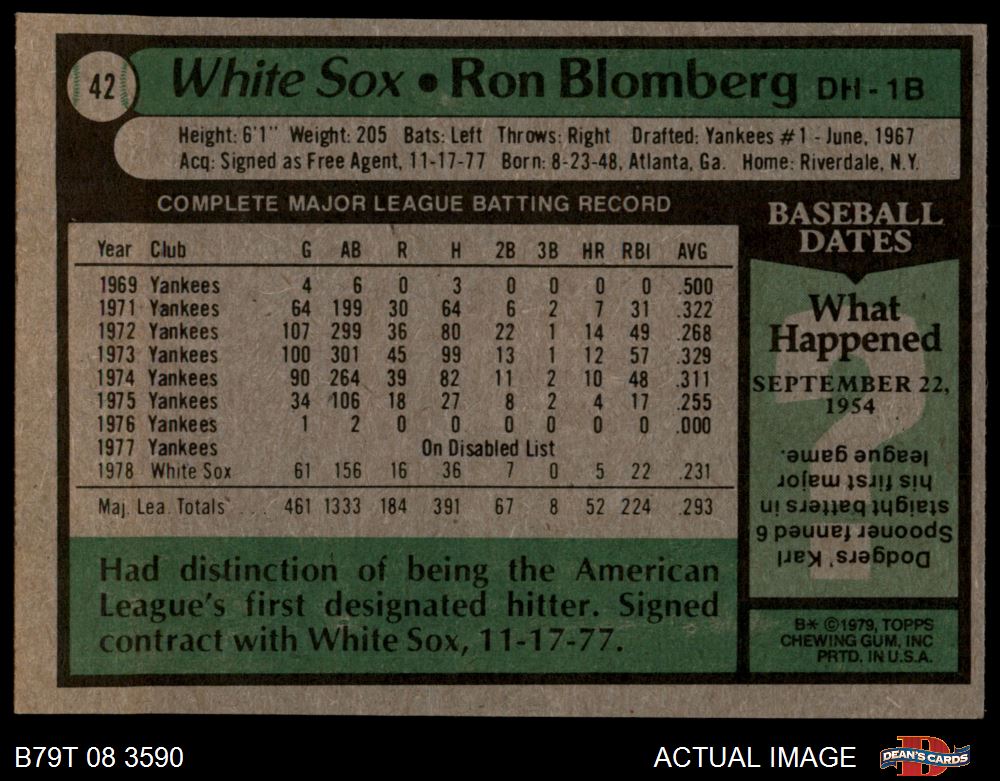 42
White Sox • Ron Blomberg DH - 1B
Height: 6'1" Weight: 205 Bats: Left Throws: Right Drafted: Yankees #1 - June, 1967
Acq: Signed as Free Agent, 11-17-77 Born: 8-23-48, Atlanta, Ga. Home: Riverdale, N.Y.
COMPLETE MAJOR LEAGUE BATTING RECORD
Year Club G AB R H 2B 3B HR RBI AVG
1969 Yankees 4 6 0 3 0 0 0 0 .500
1971 Yankees 64 199 30 64 6 2 7 31 .322
1972 Yankees 107 299 36 80 22 1 14 49 .268
1973 Yankees 100 301 45 99 13 1 12 57 .329
1974 Yankees 90 264 39 82 11 2 10 48 .311
1975 Yankees 34 106 18 27 8 2 4 17 .255
1976 Yankees 1 2 0 0 0 0 0 0 .000
1977 Yankees On Disabled List
1978 White Sox 61 156 16 36 7 0 5 22 .231
Maj. Lea. Totals ... 461 1333 184 391 67 8 52 224 .293
Had distinction of being the American
League's first designated hitter. Signed
contract with White Sox, 11-17-77.
BASEBALL
DATES
What
Happened
SEPTEMBER 22,
1954
Dodgers' Karl
Spooner fanned 6
staight batters in
his first major
league game.
B* ©1979, TOPPS
CHEWING GUM, INC
PRTD. IN U.S.A.
B79T 08 3590
ACTUAL IMAGE
DEAN'S CARDS